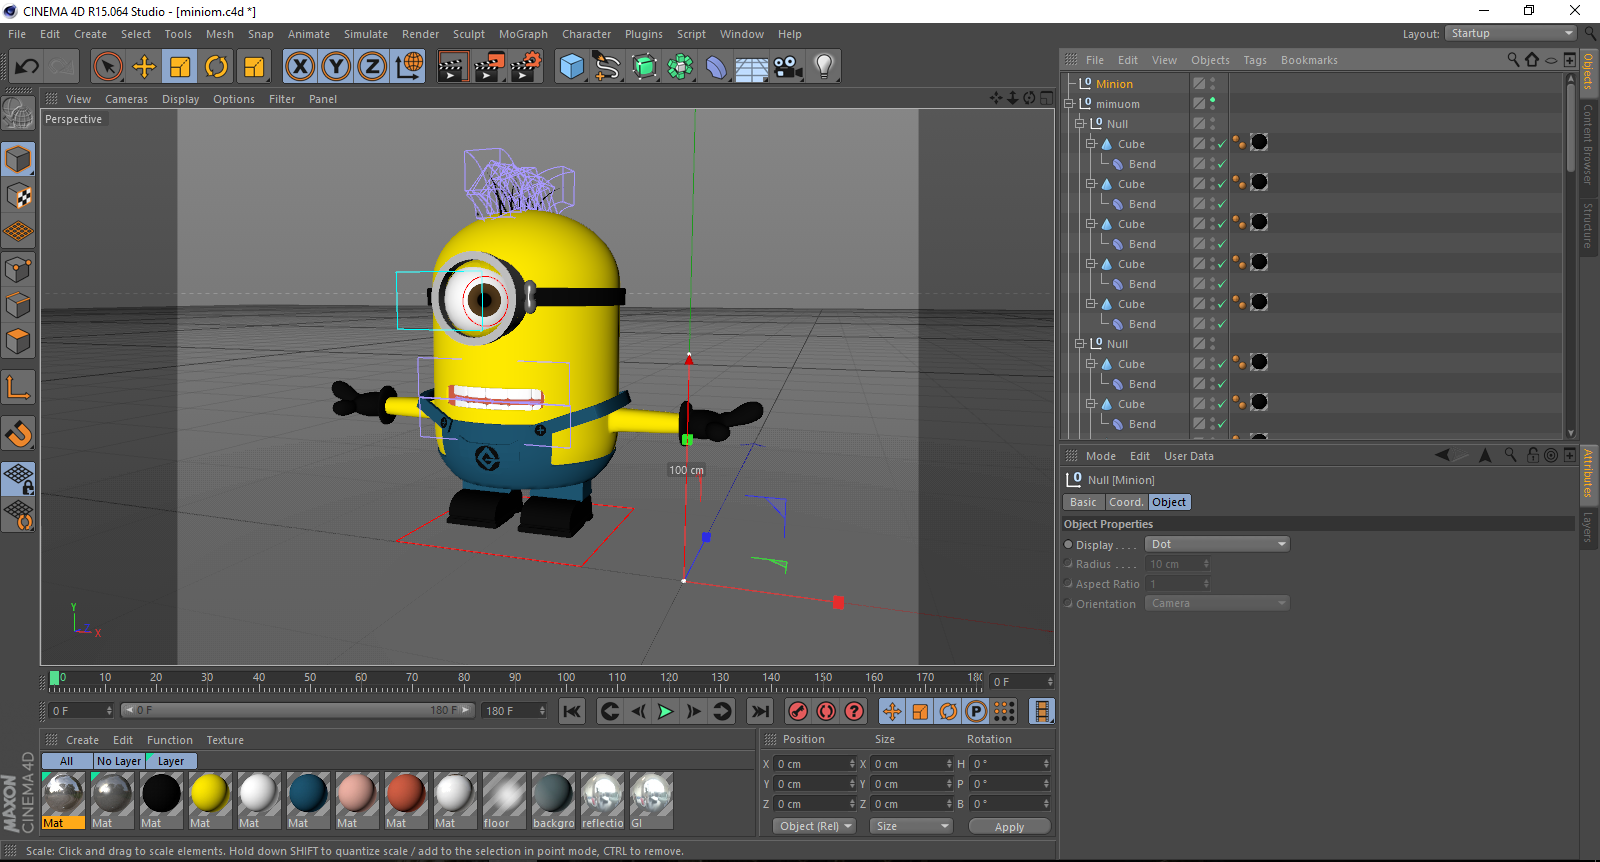 CINEMA 4D R15.064 Studio - [miniom.c4d *]
File Edit Create Select Tools Mesh Snap Animate Simulate Render Sculpt MoGraph Character Plugins Script Window Help
Layout: Startup
View Cameras Display Options Filter Panel
Perspective
100 cm
Y
Z
X
File Edit View Objects Tags Bookmarks
Minion
mimuom
Null
Cube
Bend
Cube
Bend
Cube
Bend
Cube
Bend
Cube
Bend
Null
Cube
Bend
Cube
Bend
Objects
Content Browser
Structure
Mode Edit User Data
Null [Minion]
Basic Coord. Object
Object Properties
Display . . . . Dot
Radius . . . . 10 cm
Aspect Ratio 1
Orientation Camera
Attributes
Layers
0 10 20 30 40 50 60 70 80 90 100 110 120 130 140 150 160 170 180
0 F
0 F 0 F 180 F 180 F
Create Edit Function Texture
All No Layer Layer
Mat Mat Mat Mat Mat Mat Mat Mat Mat floor backgro reflectio GI
Position Size Rotation
X 0 cm X 0 cm H 0 °
Y 0 cm Y 0 cm P 0 °
Z 0 cm Z 0 cm B 0 °
Object (Rel) Size Apply
MAXON
CINEMA 4D
Scale: Click and drag to scale elements. Hold down SHIFT to quantize scale / add to the selection in point mode, CTRL to remove.